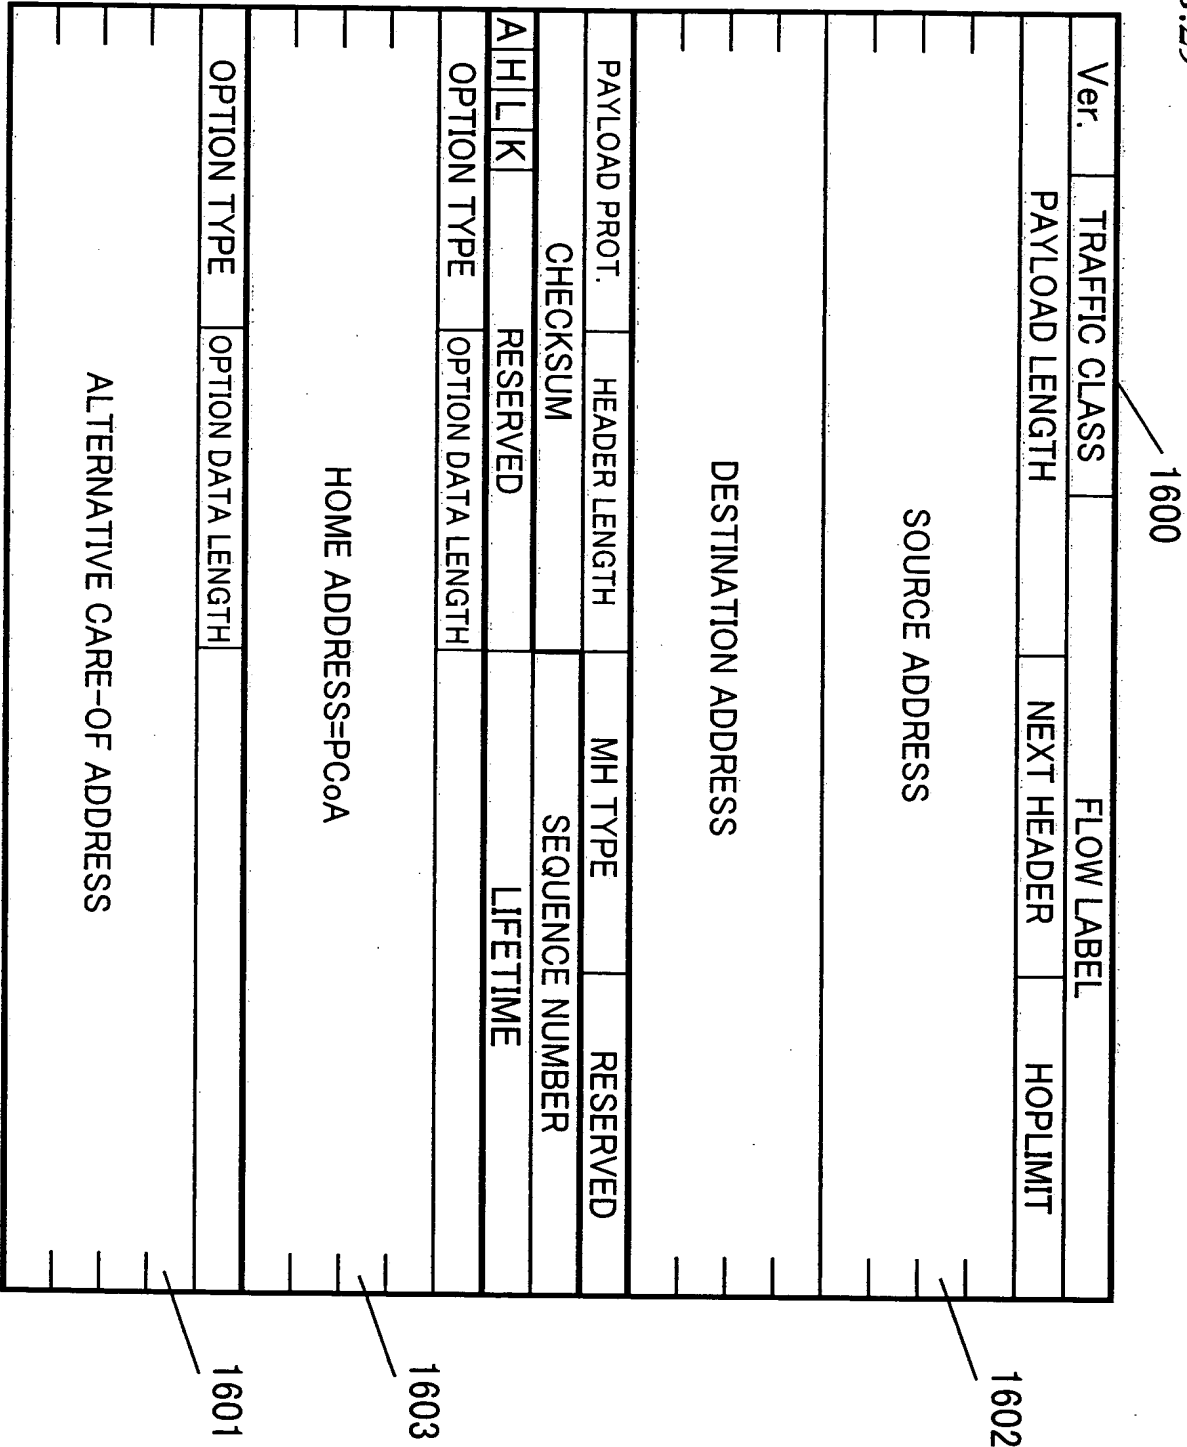 1600
Ver. TRAFFIC CLASS FLOW LABEL
PAYLOAD LENGTH NEXT HEADER HOPLIMIT
SOURCE ADDRESS
1602
DESTINATION ADDRESS
PAYLOAD PROT. HEADER LENGTH MH TYPE RESERVED
CHECKSUM SEQUENCE NUMBER
A H L K RESERVED LIFETIME
OPTION TYPE OPTION DATA LENGTH
HOME ADDRESS=PCoA
1603
OPTION TYPE OPTION DATA LENGTH
ALTERNATIVE CARE-OF ADDRESS
1601